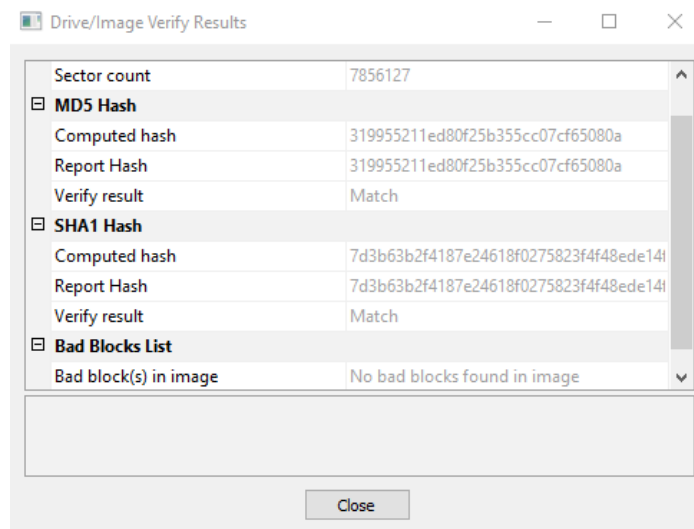 Drive/Image Verify Results
Sector count 7856127
MD5 Hash
Computed hash 319955211ed80f25b355cc07cf65080a
Report Hash 319955211ed80f25b355cc07cf65080a
Verify result Match
SHA1 Hash
Computed hash 7d3b63b2f4187e24618f0275823f4f48ede14f
Report Hash 7d3b63b2f4187e24618f0275823f4f48ede14f
Verify result Match
Bad Blocks List
Bad block(s) in image No bad blocks found in image
Close